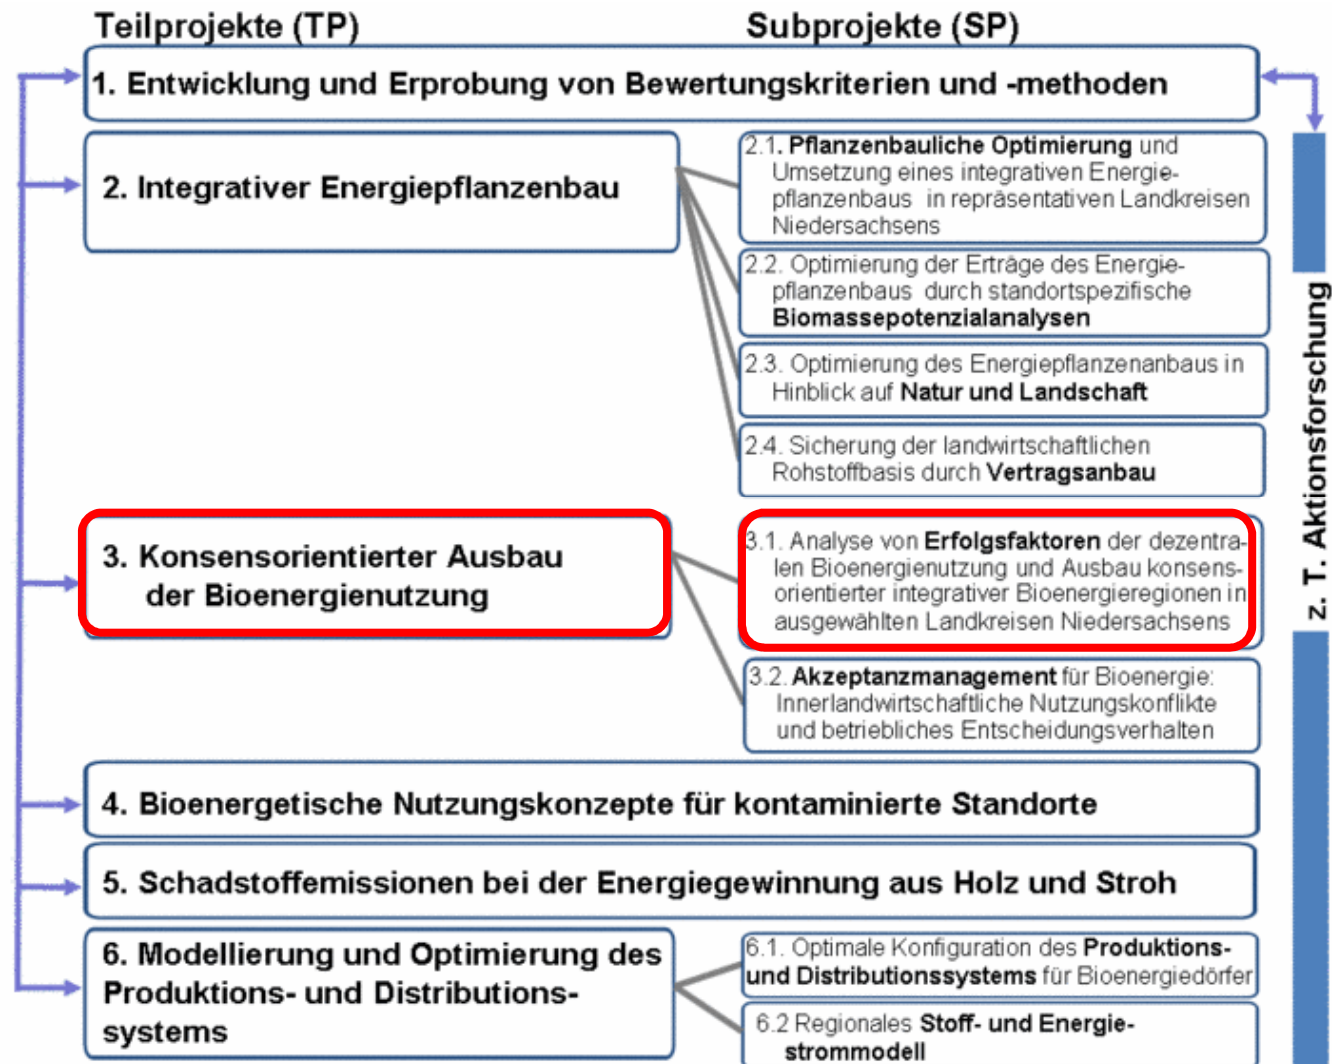 Teilprojekte (TP)
Subprojekte (SP)
1. Entwicklung und Erprobung von Bewertungskriterien und -methoden
2. Integrativer Energiepflanzenbau
2.1. Pflanzenbauliche Optimierung und
Umsetzung eines integrativen Energie-
pflanzenbaus in repräsentativen Landkreisen
Niedersachsens
2.2. Optimierung der Erträge des Energie-
pflanzenbaus durch standortspezifische
Biomassepotenzialanalysen
2.3. Optimierung des Energiepflanzenanbaus in
Hinblick auf Natur und Landschaft
2.4. Sicherung der landwirtschaftlichen
Rohstoffbasis durch Vertragsanbau
3. Konsensorientierter Ausbau
der Bioenergienutzung
3.1. Analyse von Erfolgsfaktoren der dezentra-
len Bioenergienutzung und Ausbau konsens-
orientierter integrativer Bioenergieregionen in
ausgewählten Landkreisen Niedersachsens
3.2. Akzeptanzmanagement für Bioenergie:
Innerlandwirtschaftliche Nutzungskonflikte
und betriebliches Entscheidungsverhalten
4. Bioenergetische Nutzungskonzepte für kontaminierte Standorte
5. Schadstoffemissionen bei der Energiegewinnung aus Holz und Stroh
6. Modellierung und Optimierung des
Produktions- und Distributions-
systems
6.1. Optimale Konfiguration des Produktions-
und Distributionssystems für Bioenergiedörfer
6.2 Regionales Stoff- und Energie-
strommodell
z. T. Aktionsforschung